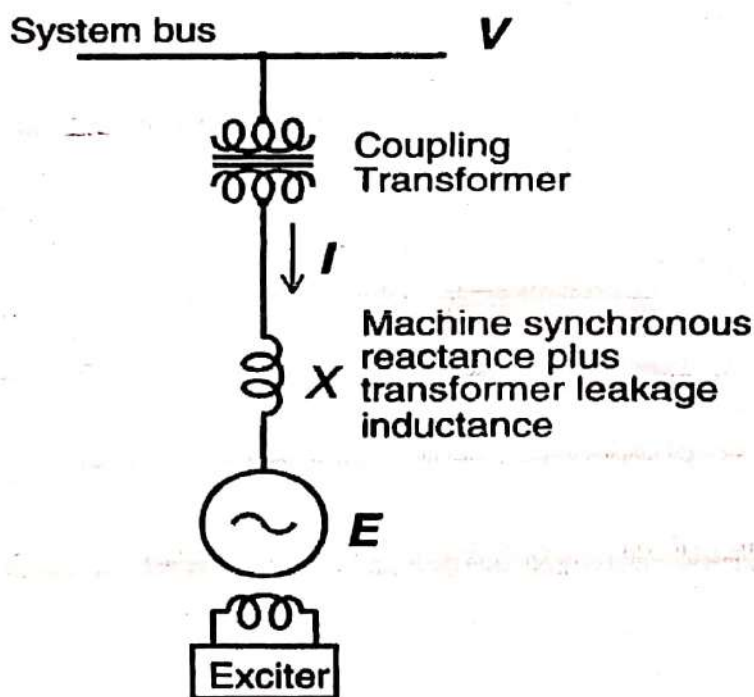 System bus V
Coupling
Transformer
I
Machine synchronous
reactance plus
X transformer leakage
inductance
E
Exciter